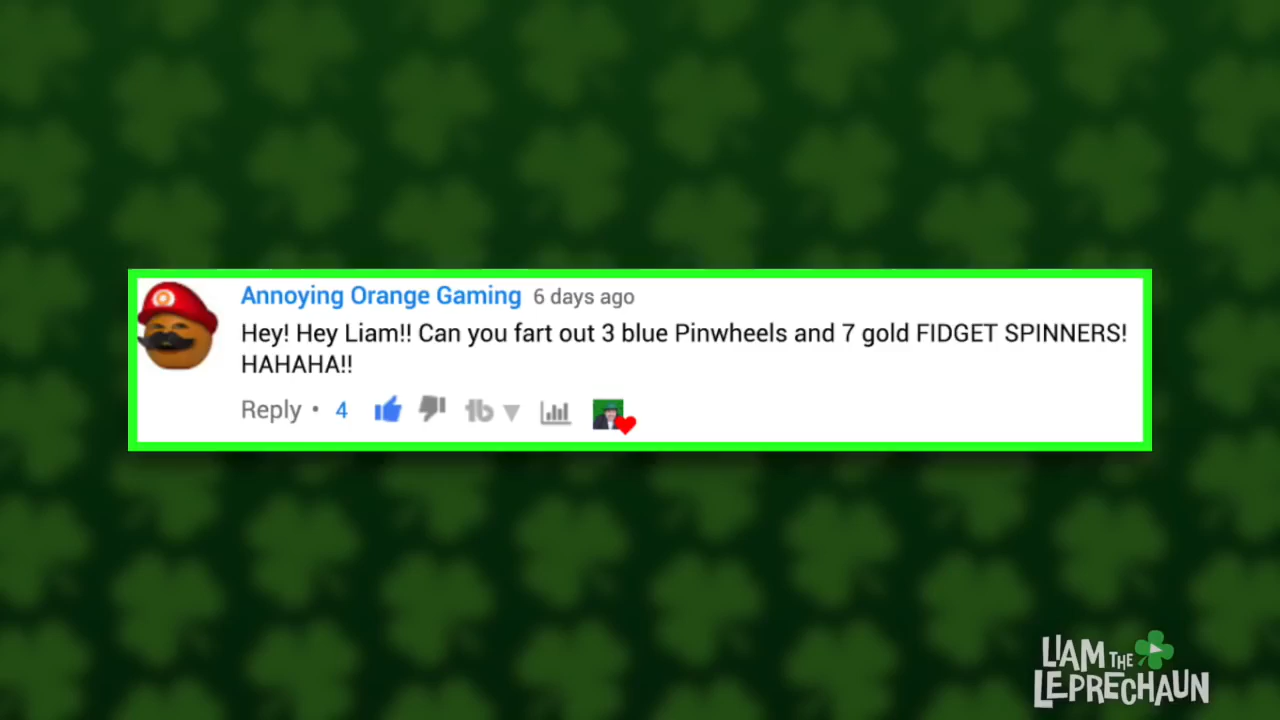 Annoying Orange Gaming 6 days ago
Hey! Hey Liam!! Can you fart out 3 blue Pinwheels and 7 gold FIDGET SPINNERS!
HAHAHA!!
Reply • 4
LIAM THE
LEPRECHAUN